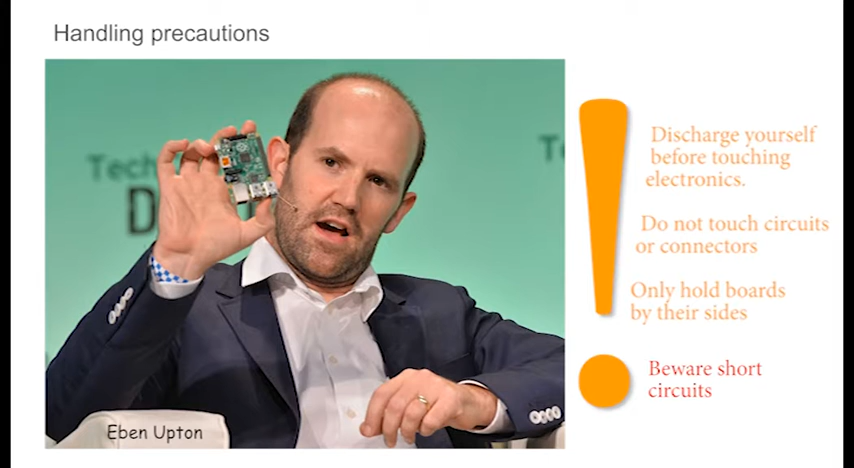 Handling precautions
Tech
D
T
Discharge yourself
before touching
electronics.
Do not touch circuits
or connectors
Only hold boards
by their sides
Beware short
circuits
Eben Upton